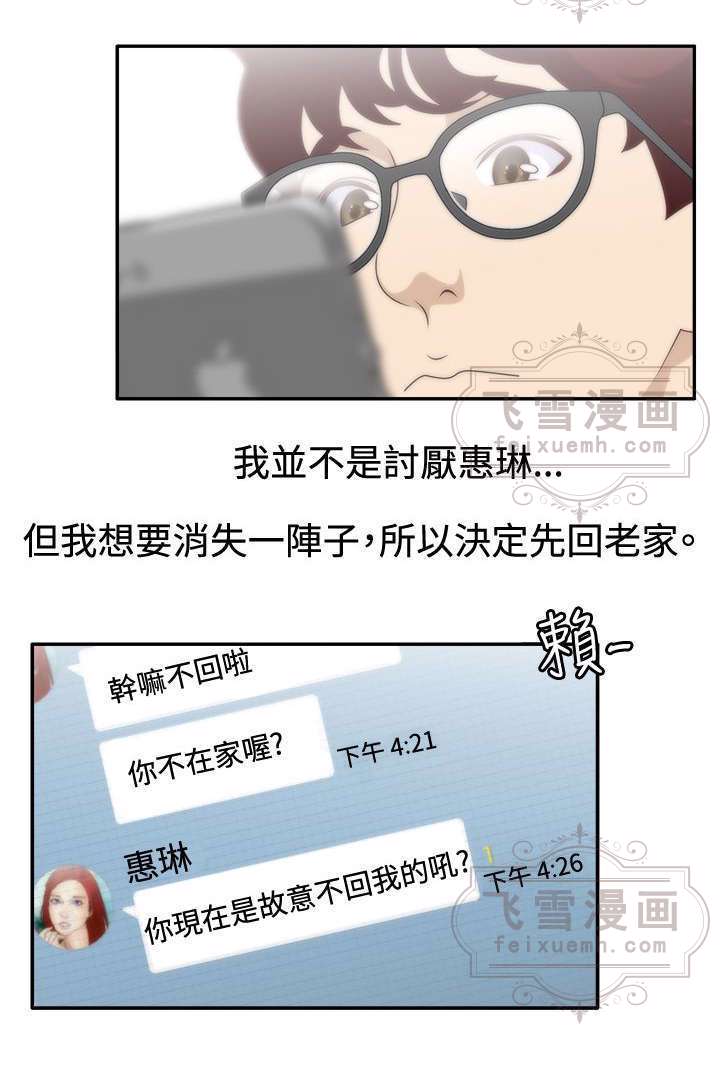 飞雪漫画
feixuemh.com
我並不是討厭惠琳...
但我想要消失一陣子,所以決定先回老家。
賴-
幹嘛不回啦
你不在家喔?
下午 4:21
惠琳
你現在是故意不回我的吼?
1
下午 4:26
飞雪漫画
feixuemh.com